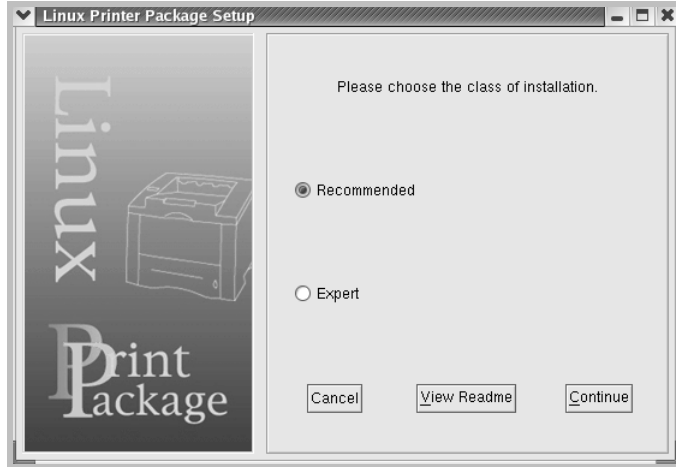 Linux Printer Package Setup
Linux
Print
Package
Please choose the class of installation.
Recommended
Expert
Cancel
View Readme
Continue